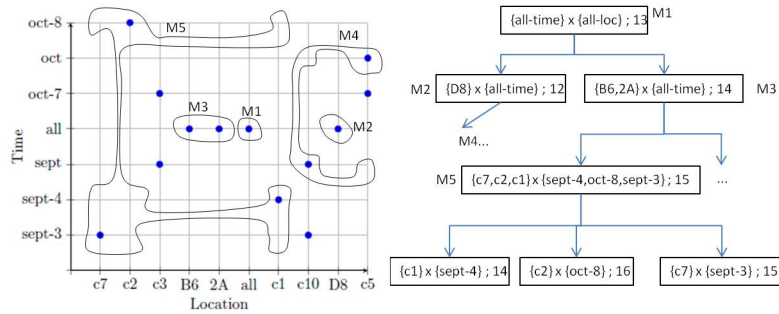 oct-8
oct
oct-7
all
sept
sept-4
sept-3
Time
M5
M4
M3
M1
M2
c7 c2 c3 B6 2A all c1 c10 D8 c5
Location
{all-time} x {all-loc} ; 13
M1
M2
{D8} x {all-time} ; 12
{B6,2A} x {all-time} ; 14
M3
M4...
M5
{c7,c2,c1} x {sept-4,oct-8,sept-3} ; 15
...
{c1} x {sept-4} ; 14
{c2} x {oct-8} ; 16
{c7} x {sept-3} ; 15